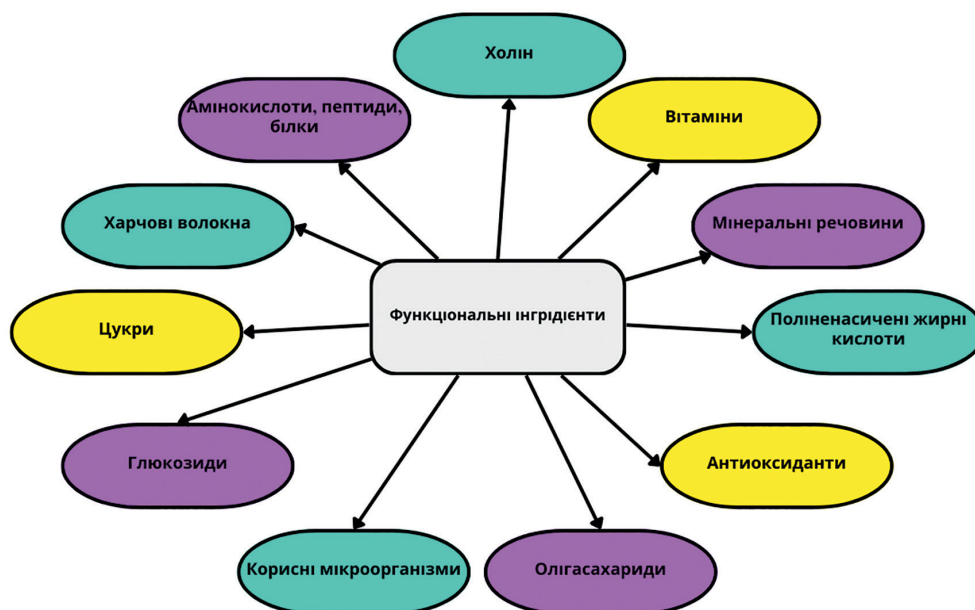 Холін
Амінокислоти, пептиди,
білки
Вітаміни
Харчові волокна
Мінеральні речовини
Функціональні інгрідієнти
Цукри
Поліненасичені жирні
кислоти
Глюкозиди
Антиоксиданти
Корисні мікроорганізми
Олігасахариди